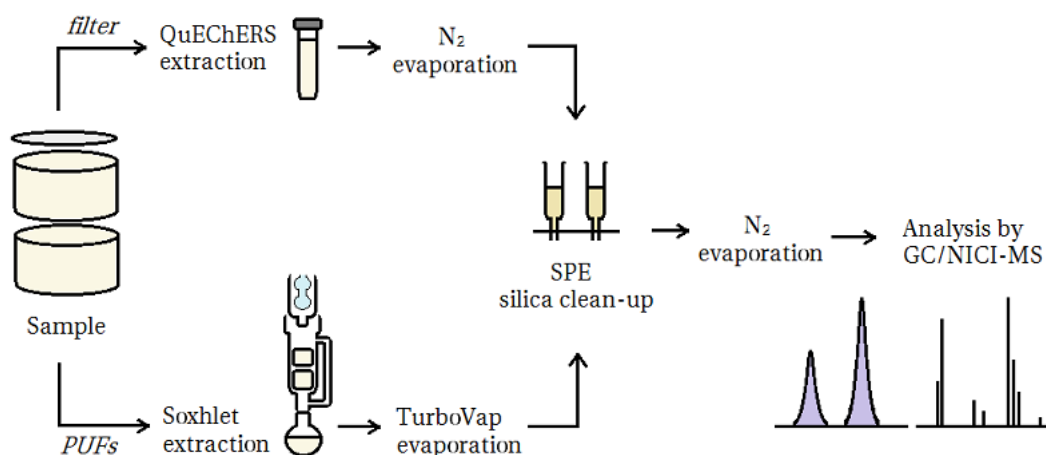 filter
QuEChERS
extraction
N₂
evaporation
Sample
PUFs
Soxhlet
extraction
TurboVap
evaporation
SPE
silica clean-up
N₂
evaporation
Analysis by
GC/NICI-MS